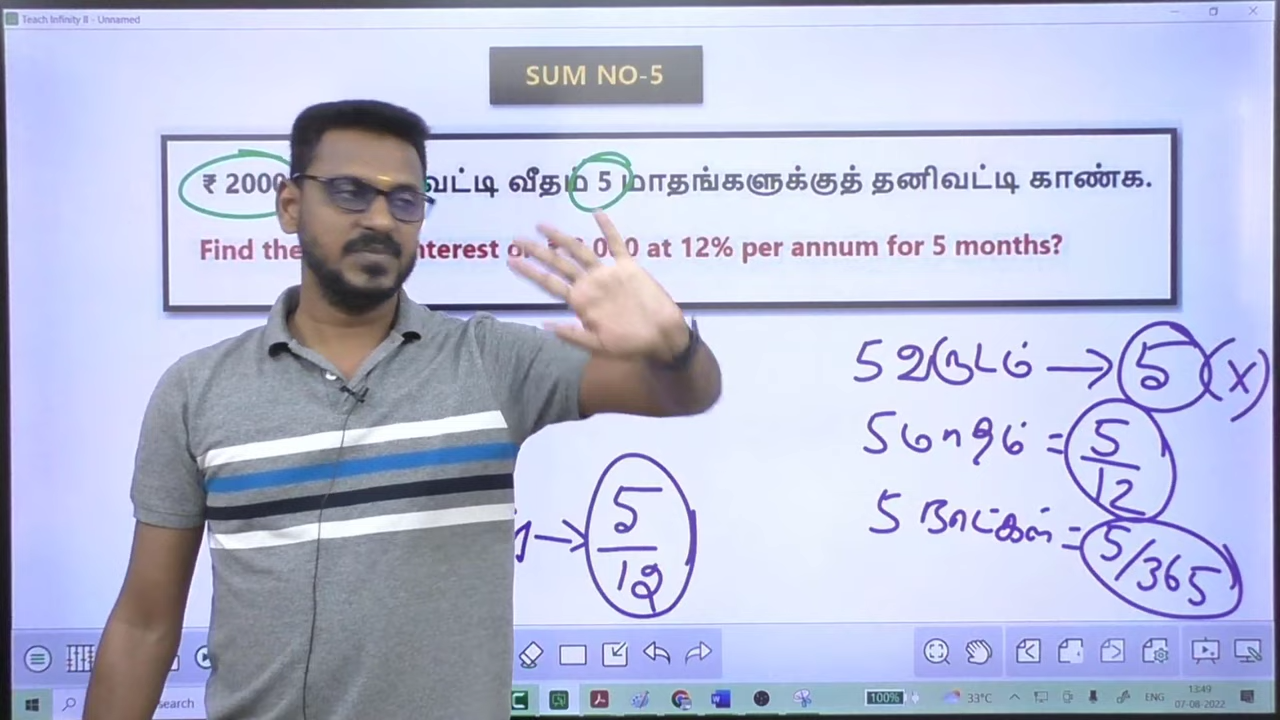 Teach Infinity II - Unnamed
SUM NO-5
₹ 2000 வட்டி வீதம் 5 மாதங்களுக்குத் தனிவட்டி காண்க.
Find the at 12% per annum for 5 months?
5 வருடம் → 5 (x)
5 மாதம் = 5/12
5 நாட்கள் = 5/365
→ 5/12
100%
33°C
ENG
13:49
07-08-2022